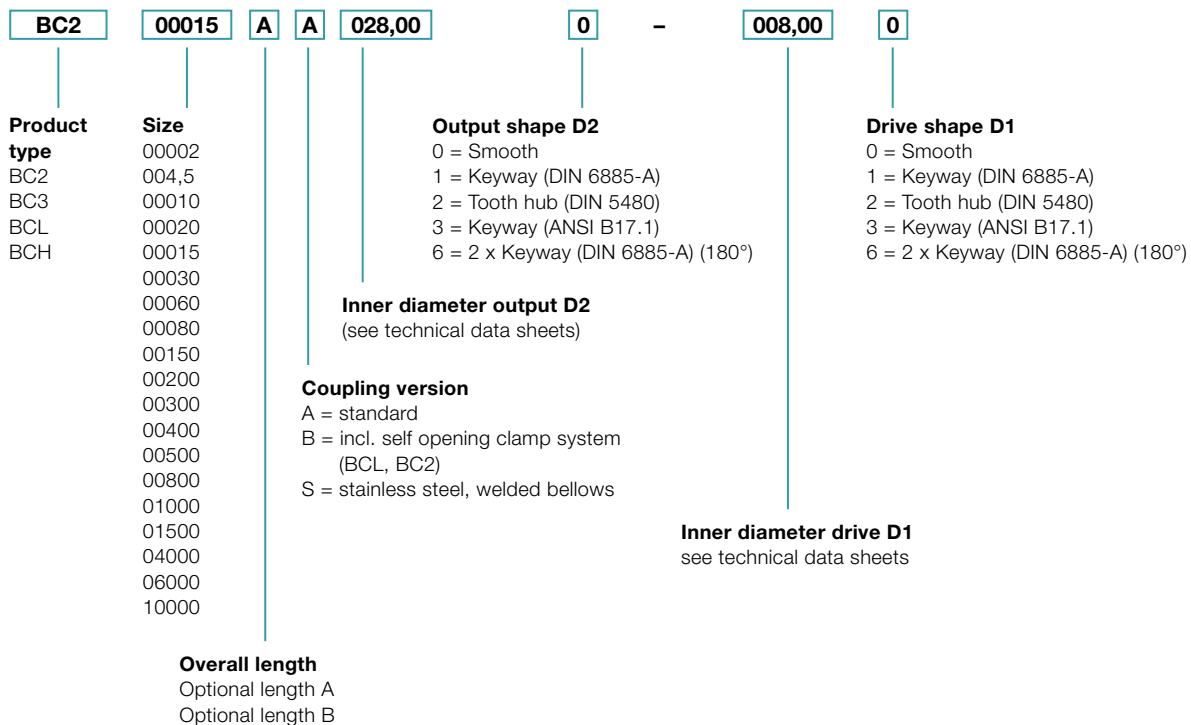 BC2 00015 A A 028,00 0 – 008,00 0
Product
type
BC2
BC3
BCL
BCH
Size
00002
004,5
00010
00020
00015
00030
00060
00080
00150
00200
00300
00400
00500
00800
01000
01500
04000
06000
10000
Output shape D2
0 = Smooth
1 = Keyway (DIN 6885-A)
2 = Tooth hub (DIN 5480)
3 = Keyway (ANSI B17.1)
6 = 2 x Keyway (DIN 6885-A) (180°)
Drive shape D1
0 = Smooth
1 = Keyway (DIN 6885-A)
2 = Tooth hub (DIN 5480)
3 = Keyway (ANSI B17.1)
6 = 2 x Keyway (DIN 6885-A) (180°)
Inner diameter output D2
(see technical data sheets)
Coupling version
A = standard
B = incl. self opening clamp system
(BCL, BC2)
S = stainless steel, welded bellows
Inner diameter drive D1
see technical data sheets
Overall length
Optional length A
Optional length B